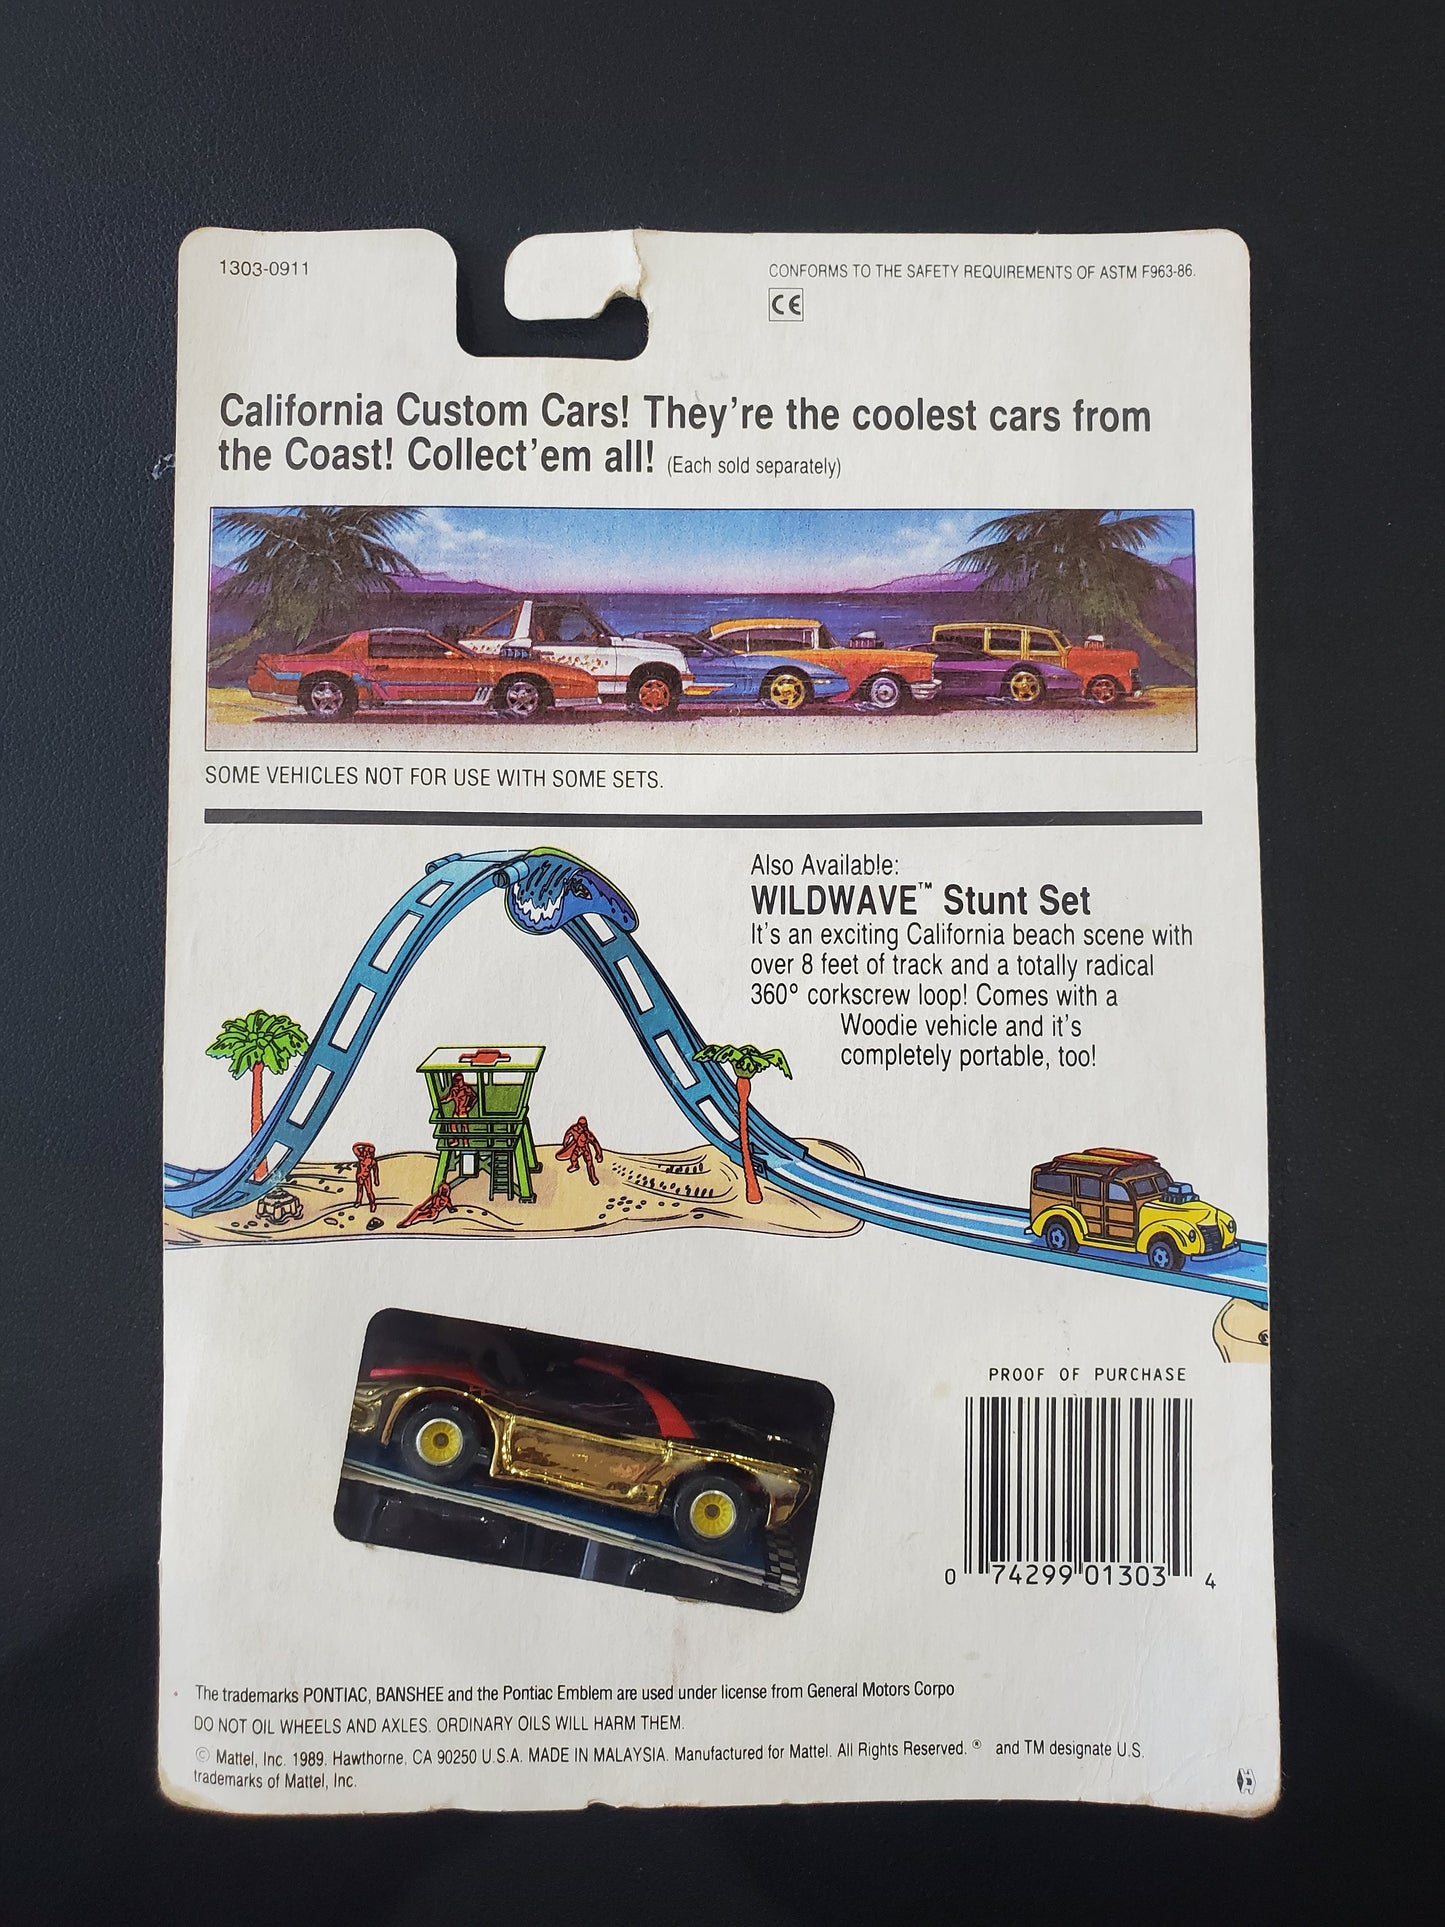 1303-0911
CONFORMS TO THE SAFETY REQUIREMENTS OF ASTM F963-86.
CE
California Custom Cars! They're the coolest cars from
the Coast! Collect'em all! (Each sold separately)
SOME VEHICLES NOT FOR USE WITH SOME SETS.
Also Available:
WILDWAVE™ Stunt Set
It's an exciting California beach scene with
over 8 feet of track and a totally radical
360° corkscrew loop! Comes with a
Woodie vehicle and it's
completely portable, too!
PROOF OF PURCHASE
0 74299 01303 4
The trademarks PONTIAC, BANSHEE and the Pontiac Emblem are used under license from General Motors Corpo
DO NOT OIL WHEELS AND AXLES. ORDINARY OILS WILL HARM THEM.
© Mattel, Inc. 1989. Hawthorne, CA 90250 U.S.A. MADE IN MALAYSIA. Manufactured for Mattel. All Rights Reserved. ® and TM designate U.S.
trademarks of Mattel, Inc.